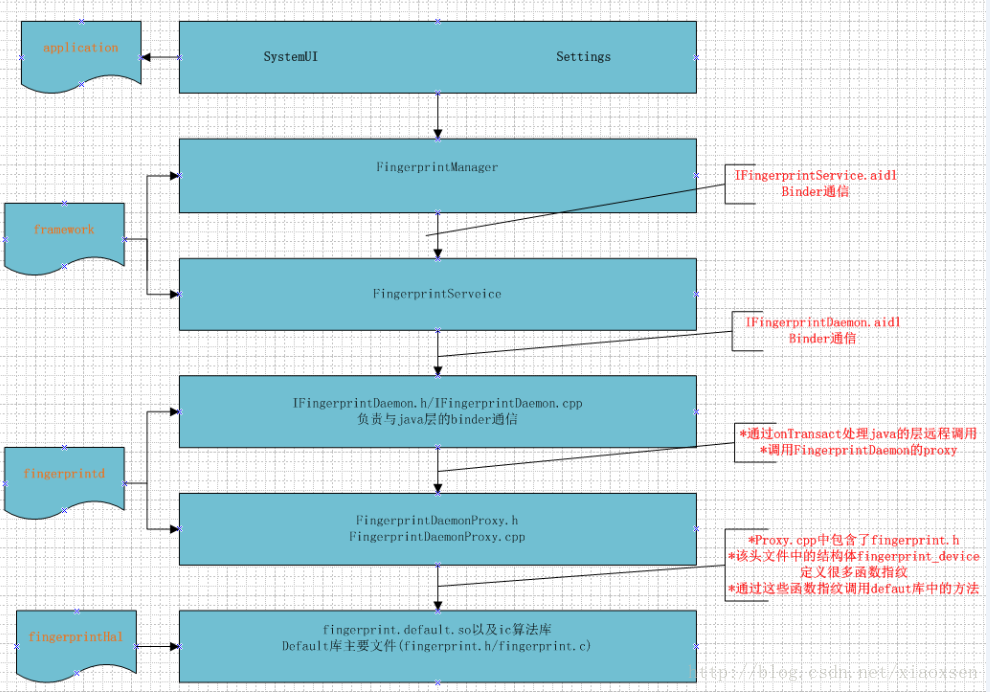 application
SystemUI
Settings
FingerprintManager
IFingerprintService.aidl
Binder通信
framework
FingerprintServeice
IFingerprintDaemon.aidl
Binder通信
IFingerprintDaemon.h/IFingerprintDaemon.cpp
负责与java层的binder通信
*通过onTransact处理java的层远程调用
*调用FingerprintDaemon的proxy
fingerprintd
FingerprintDaemonProxy.h
FingerprintDaemonProxy.cpp
*Proxy.cpp中包含了fingerprint.h
*该头文件中的结构体fingerprint_device
定义很多函数指纹
*通过这些函数指纹调用defaut库中的方法
fingerprintHal
fingerprint.default.so以及ic算法库
Default库主要文件(fingerprint.h/fingerprint.c)
http://blog.csdn.net/xiaoxsen